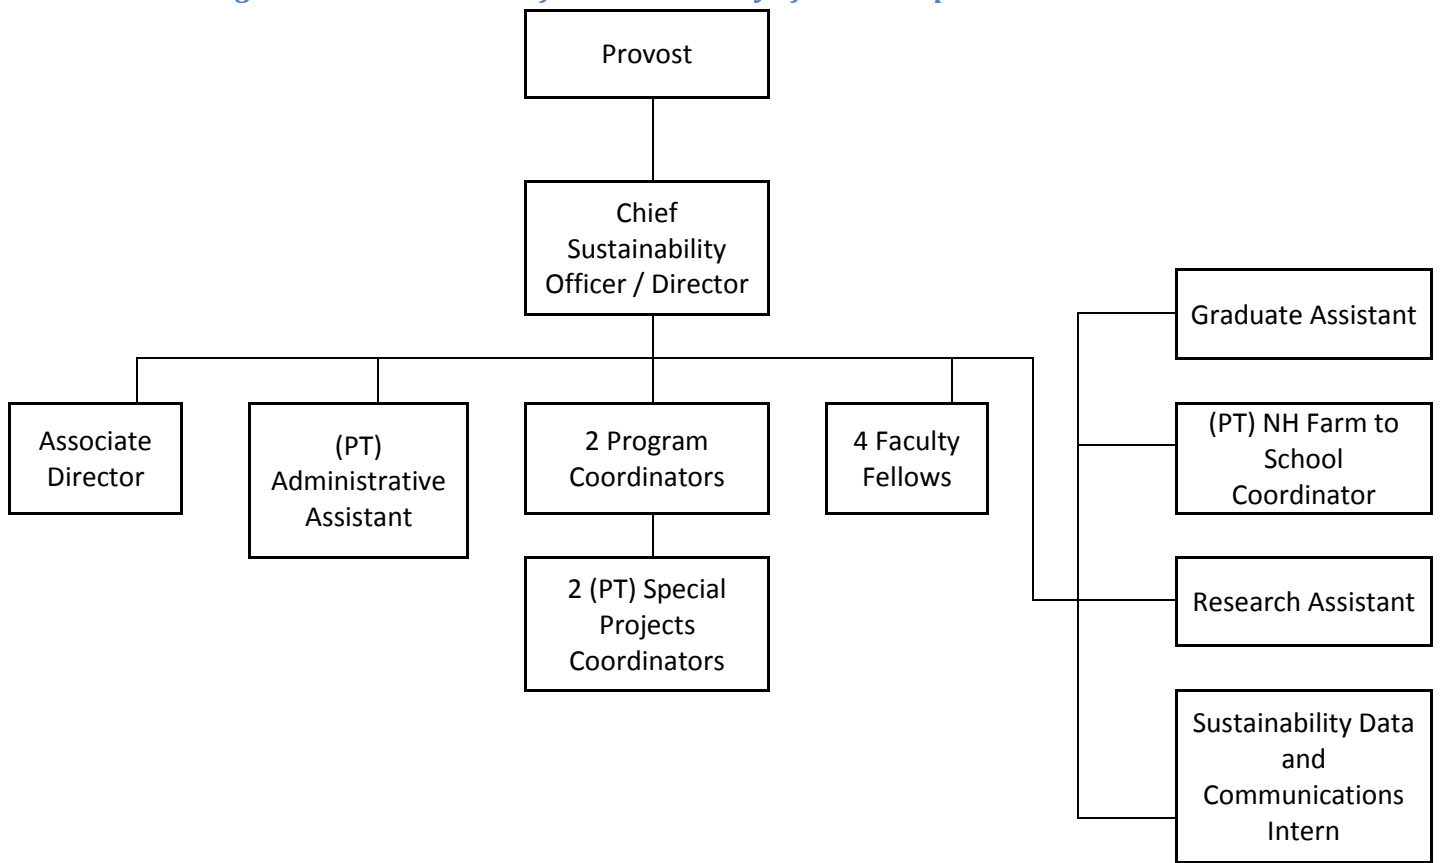 Provost
Chief
Sustainability
Officer / Director
Associate
Director
(PT)
Administrative
Assistant
2 Program
Coordinators
4 Faculty
Fellows
2 (PT) Special
Projects
Coordinators
Graduate Assistant
(PT) NH Farm to
School
Coordinator
Research Assistant
Sustainability Data
and
Communications
Intern